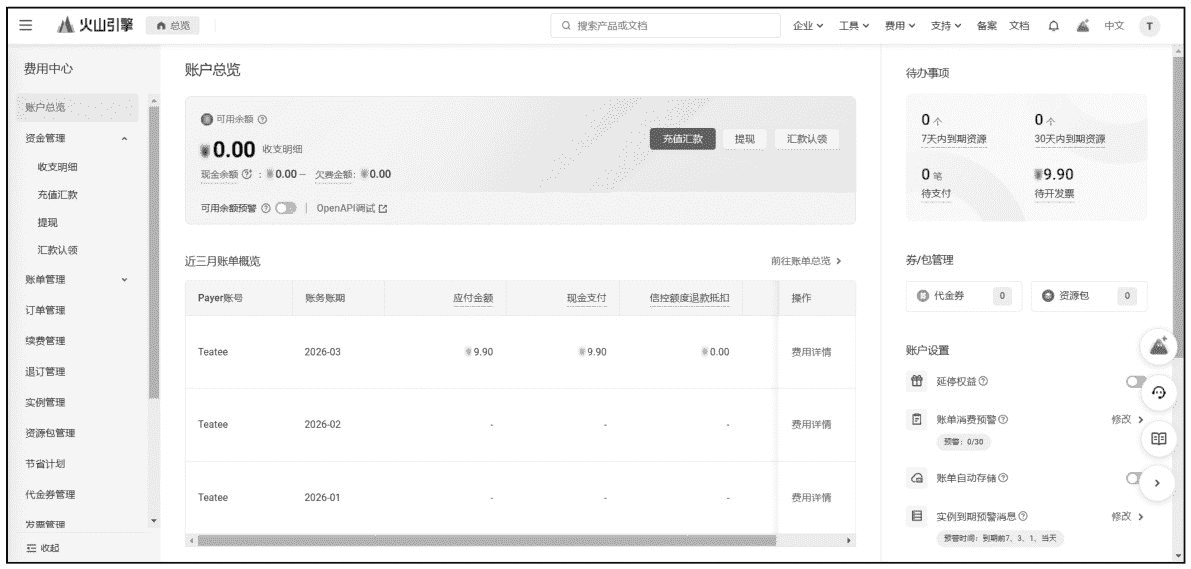 火山引擎
总览
搜索产品或文档
企业
工具
费用
支持
备案
文档
中文
T
费用中心
账户总览
资金管理
收支明细
充值汇款
提现
汇款认领
账单管理
订单管理
续费管理
退订管理
实例管理
资源包管理
节省计划
代金券管理
发票管理
收起
账户总览
可用余额
0.00 收支明细
现金余额 : 0.00 – 欠费金额: 0.00
可用余额预警 | OpenAPI调试
充值汇款
提现
汇款认领
近三月账单概览
前往账单总览
Payer账号 账务账期 应付金额 现金支付 信控额度退款抵扣 操作
Teatee 2026-03 9.90 9.90 0.00 费用详情
Teatee 2026-02 - - - 费用详情
Teatee 2026-01 - - - 费用详情
待办事项
0 个
7天内到期资源
0 个
30天内到期资源
0 笔
待支付
9.90
待开发票
券/包管理
代金券 0
资源包 0
账户设置
延停权益
账单消费预警 修改
预警: 0/30
账单自动存储
实例到期预警消息 修改
预警时间: 到期前7、3、1、当天